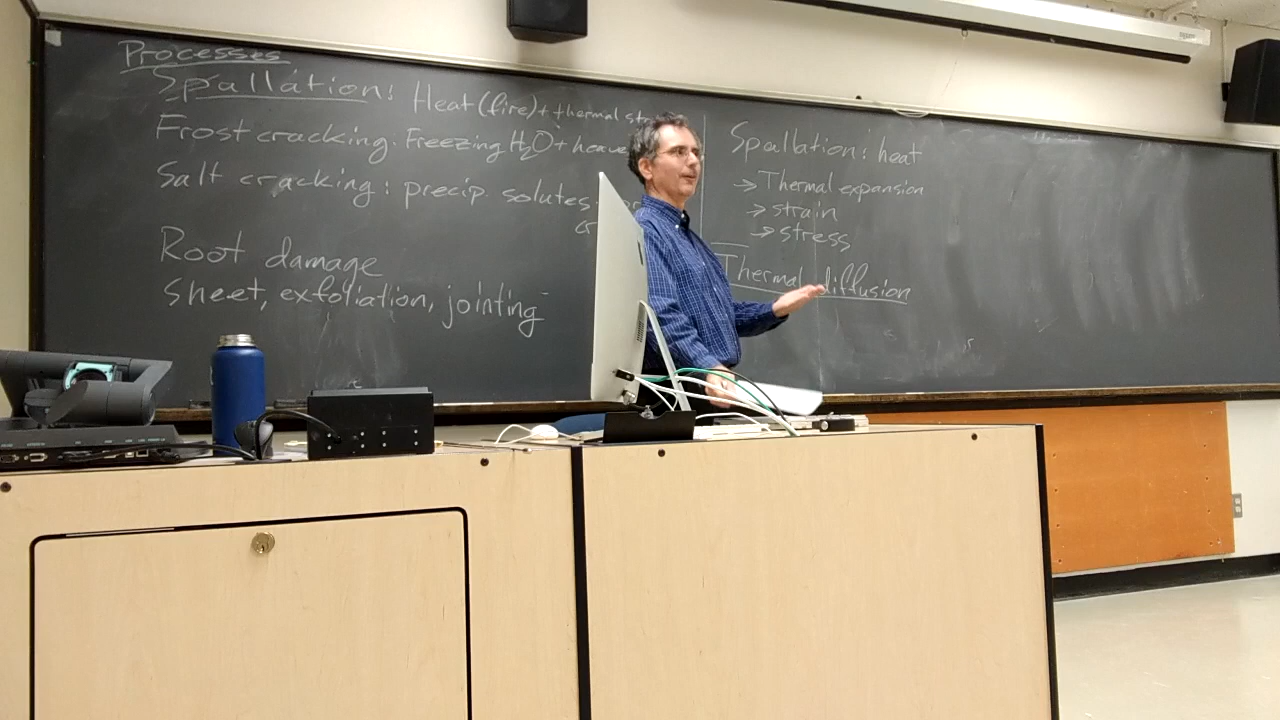 Processes
Spallation: Heat (fire) + thermal
Frost cracking. Freezing H2O + heave
Salt cracking: precip. solutes
Root damage
Sheet, exfoliation, jointing
Spallation: heat
→ Thermal expansion
→ strain
→ stress
Thermal diffusion